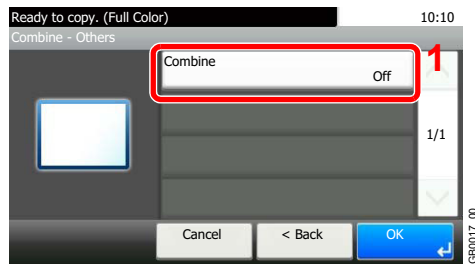 Ready to copy. (Full Color)
10:10
Combine - Others
Combine
Off
1
1/1
Cancel
< Back
OK
GB0017_00